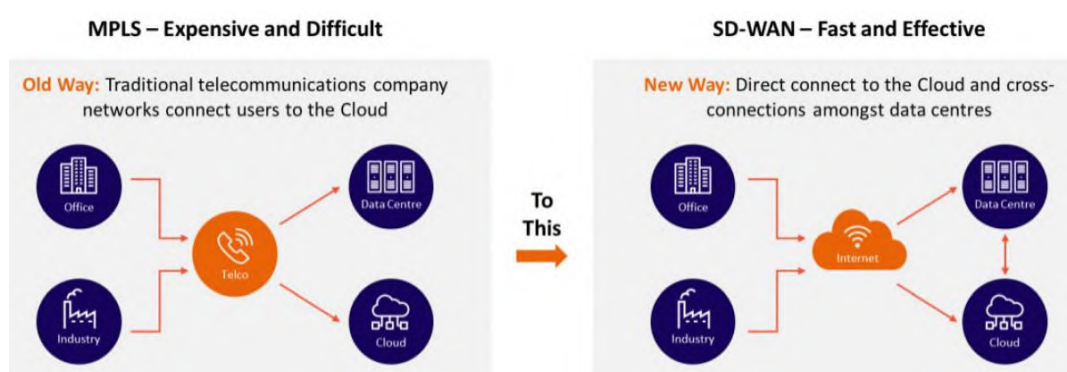 MPLS – Expensive and Difficult
Old Way: Traditional telecommunications company
networks connect users to the Cloud
Office
Data Centre
Telco
Industry
Cloud
To
This
SD-WAN – Fast and Effective
New Way: Direct connect to the Cloud and cross-
connections amongst data centres
Office
Data Centre
Internet
Industry
Cloud